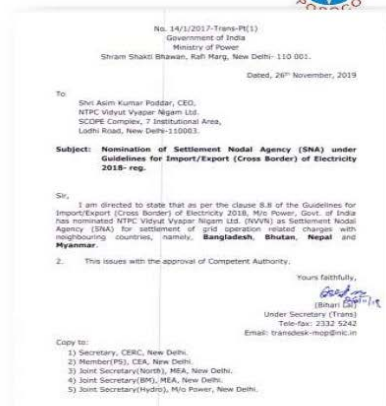 No. 14/1/2017-Trans-Pt(1)
Government of India
Ministry of Power
Shram Shakti Bhawan, Rafi Marg, New Delhi- 110 001.
Dated, 26th November, 2019
To
Shri Asim Kumar Poddar, CEO,
NTPC Vidyut Vyapar Nigam Ltd.
SCOPE Complex, 7 Institutional Area,
Lodhi Road, New Delhi-110003.
Subject: Nomination of Settlement Nodal Agency (SNA) under
Guidelines for Import/Export (Cross Border) of Electricity
2018- reg.
Sir,
I am directed to state that as per the clause 8.8 of the Guidelines for
Import/Export (Cross Border) of Electricity 2018, M/o Power, Govt. of India
has nominated NTPC Vidyut Vyapar Nigam Ltd. (NVVN) as Settlement Nodal
Agency (SNA) for settlement of grid operation related charges with
neighbouring countries, namely, Bangladesh, Bhutan, Nepal and
Myanmar.
2. This issues with the approval of Competent Authority.
Yours faithfully,
(Bihari Lal)
Under Secretary (Trans)
Tele-fax: 2332 5242
Email: transdesk-mop@nic.in
Copy to:
1) Secretary, CERC, New Delhi.
2) Member(PS), CEA, New Delhi.
3) Joint Secretary(North), MEA, New Delhi.
4) Joint Secretary(BM), MEA, New Delhi.
5) Joint Secretary(Hydro), M/o Power, New Delhi.